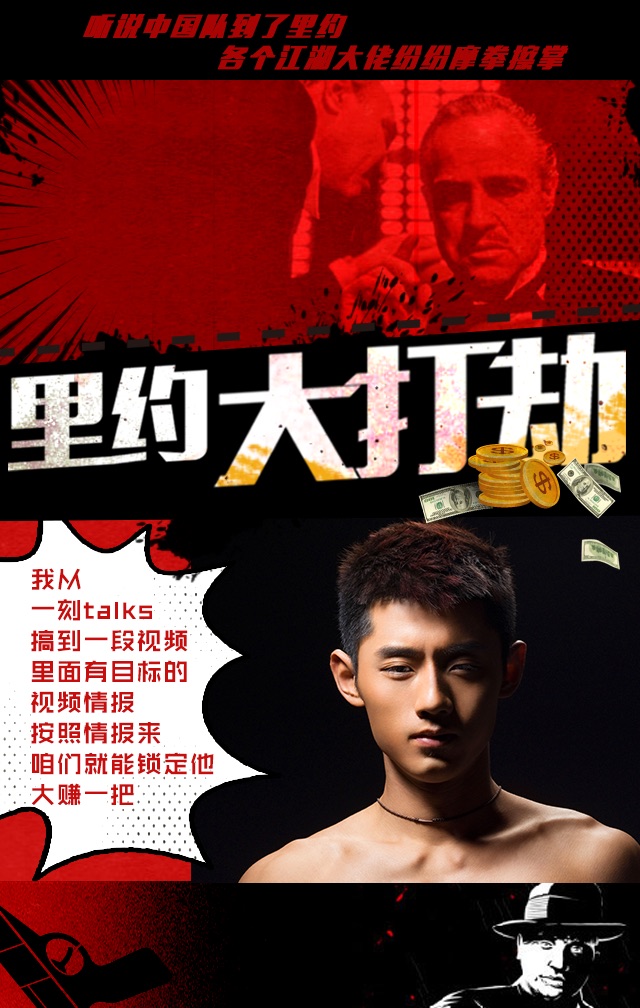 听说中国队到了里约
各个江湖大佬纷纷摩拳擦掌
里约大打劫
我从
一刻talks
搞到一段视频
里面有目标的
视频情报
按照情报来
咱们就能锁定他
大赚一把